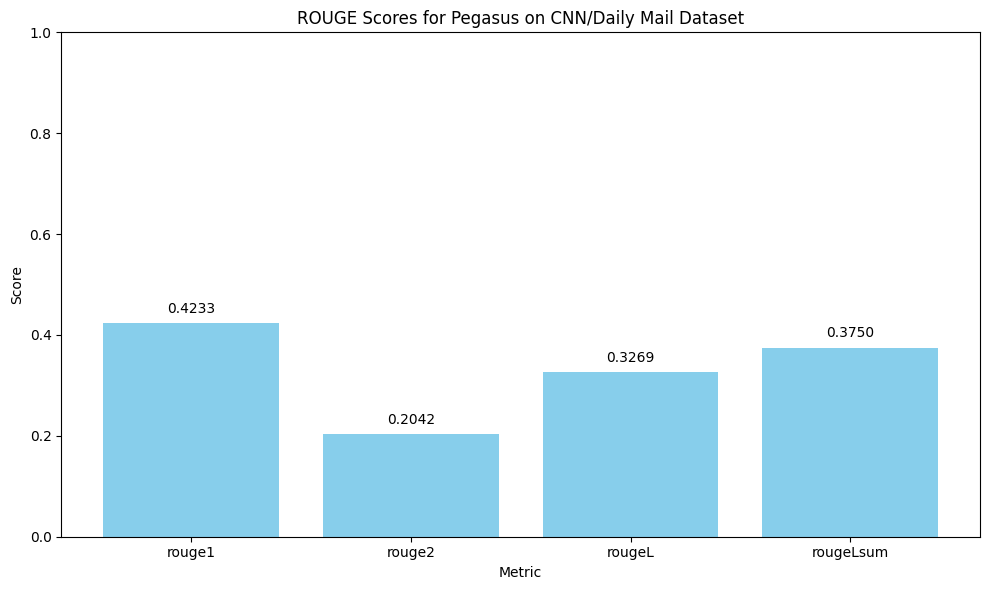 ROUGE Scores for Pegasus on CNN/Daily Mail Dataset
1.0
0.8
0.6
0.4
0.2
0.0
Score
0.4233
0.2042
0.3269
0.3750
rouge1
rouge2
rougeL
rougeLsum
Metric